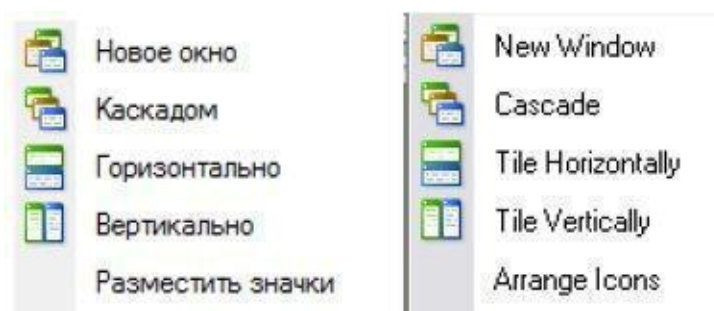 Новое окно
Каскадом
Горизонтально
Вертикально
Разместить значки
New Window
Cascade
Tile Horizontally
Tile Vertically
Arrange Icons